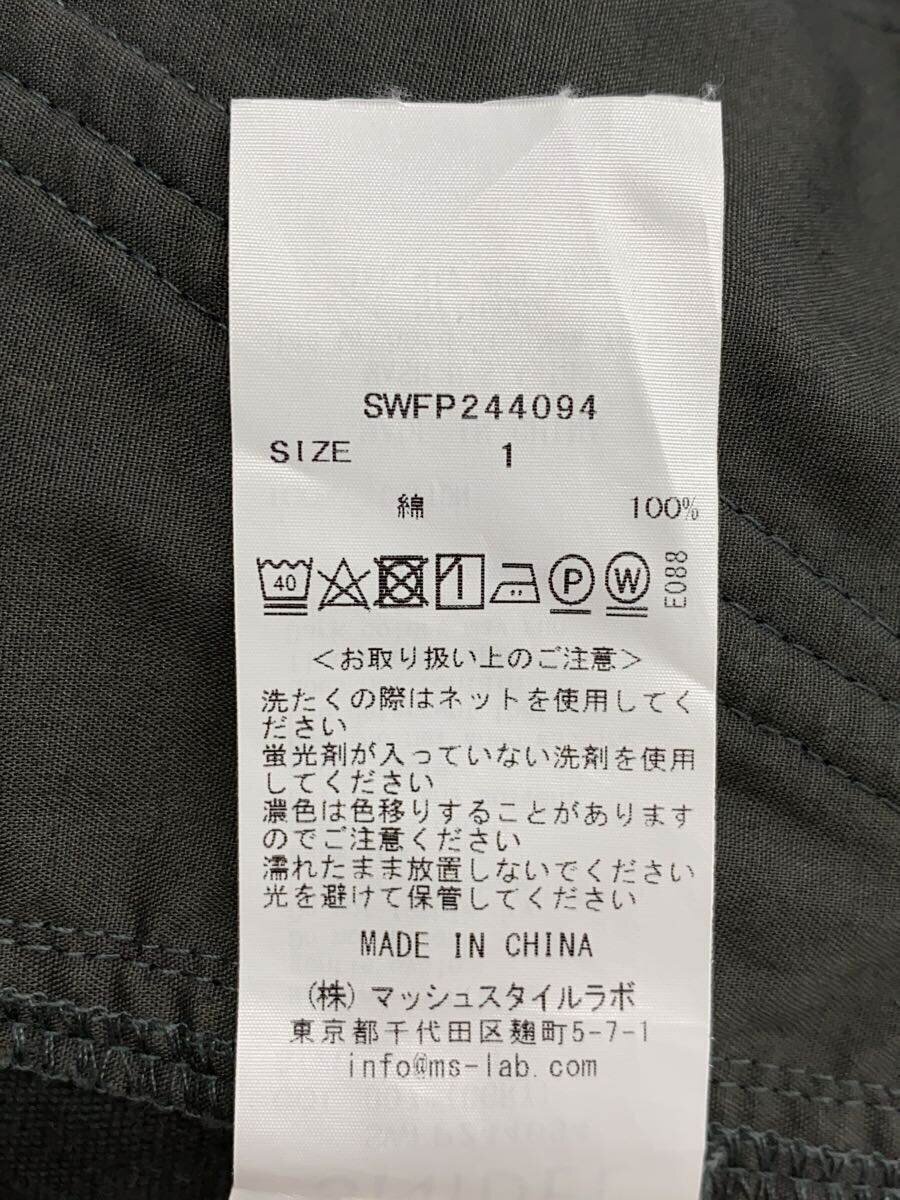 SWFP244094
SIZE 1
綿 100%
40 P W E088
＜お取り扱い上のご注意＞
洗たくの際はネットを使用してく
ださい
蛍光剤が入っていない洗剤を使用
してください
濃色は色移りすることがあります
のでご注意ください
濡れたまま放置しないでください
光を避けて保管してください
MADE IN CHINA
(株) マッシュスタイルラボ
東京都千代田区麹町5-7-1
info@ms-lab.com